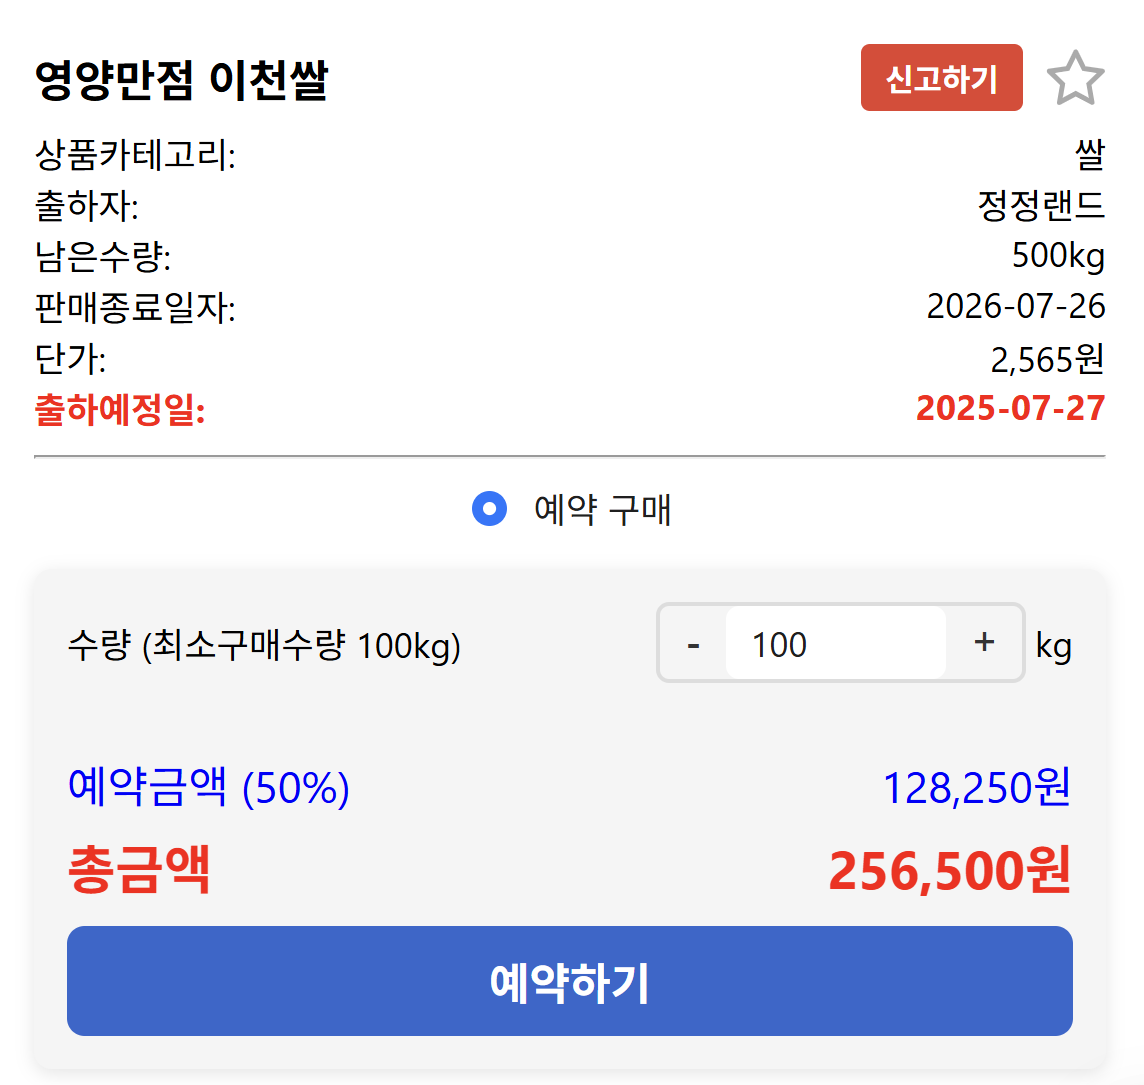 영양만점 이천쌀 신고하기
상품카테고리: 쌀
출하자: 정정랜드
남은수량: 500kg
판매종료일자: 2026-07-26
단가: 2,565원
출하예정일: 2025-07-27
예약 구매
수량 (최소구매수량 100kg) - 100 + kg
예약금액 (50%) 128,250원
총금액 256,500원
예약하기